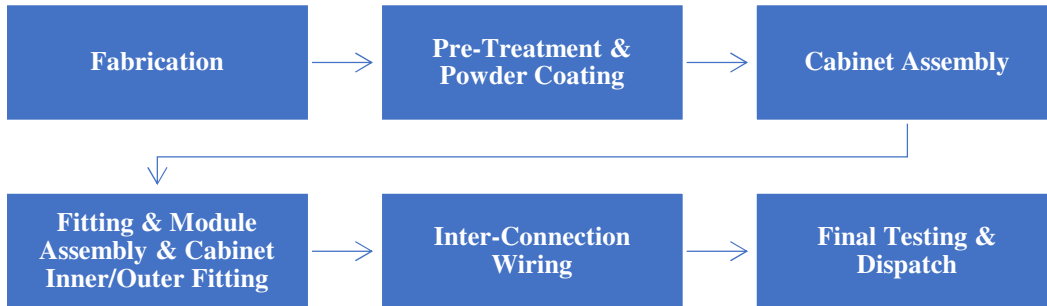 Fabrication
Pre-Treatment &
Powder Coating
Cabinet Assembly
Fitting & Module
Assembly & Cabinet
Inner/Outer Fitting
Inter-Connection
Wiring
Final Testing &
Dispatch